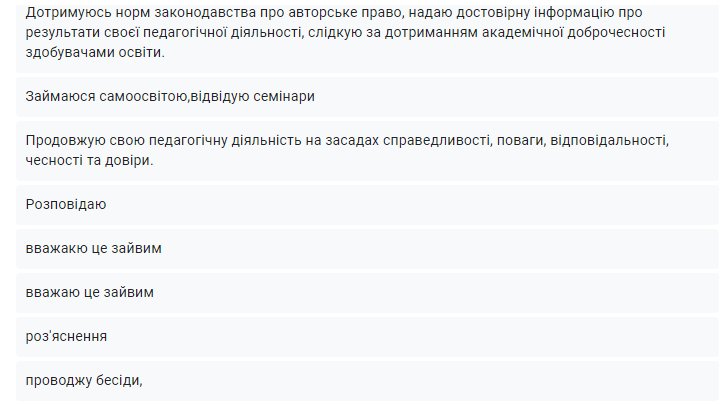 Дотримуюсь норм законодавства про авторське право, надаю достовірну інформацію про
результати своєї педагогічної діяльності, слідкую за дотриманням академічної доброчесності
здобувачами освіти.
Займаюся самоосвітою,відвідую семінари
Продовжую свою педагогічну діяльність на засадах справедливості, поваги, відповідальності,
чесності та довіри.
Розповідаю
вважакю це зайвим
вважаю це зайвим
роз'яснення
проводжу бесіди,